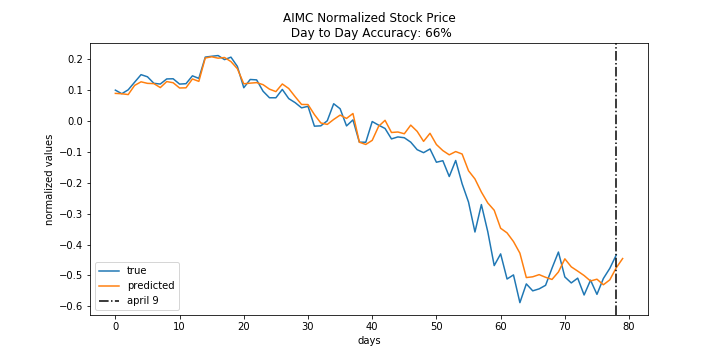 AIMC Normalized Stock Price
Day to Day Accuracy: 66%
normalized values
0.2
0.1
0.0
−0.1
−0.2
−0.3
−0.4
−0.5
−0.6
true
predicted
april 9
0 10 20 30 40 50 60 70 80
days